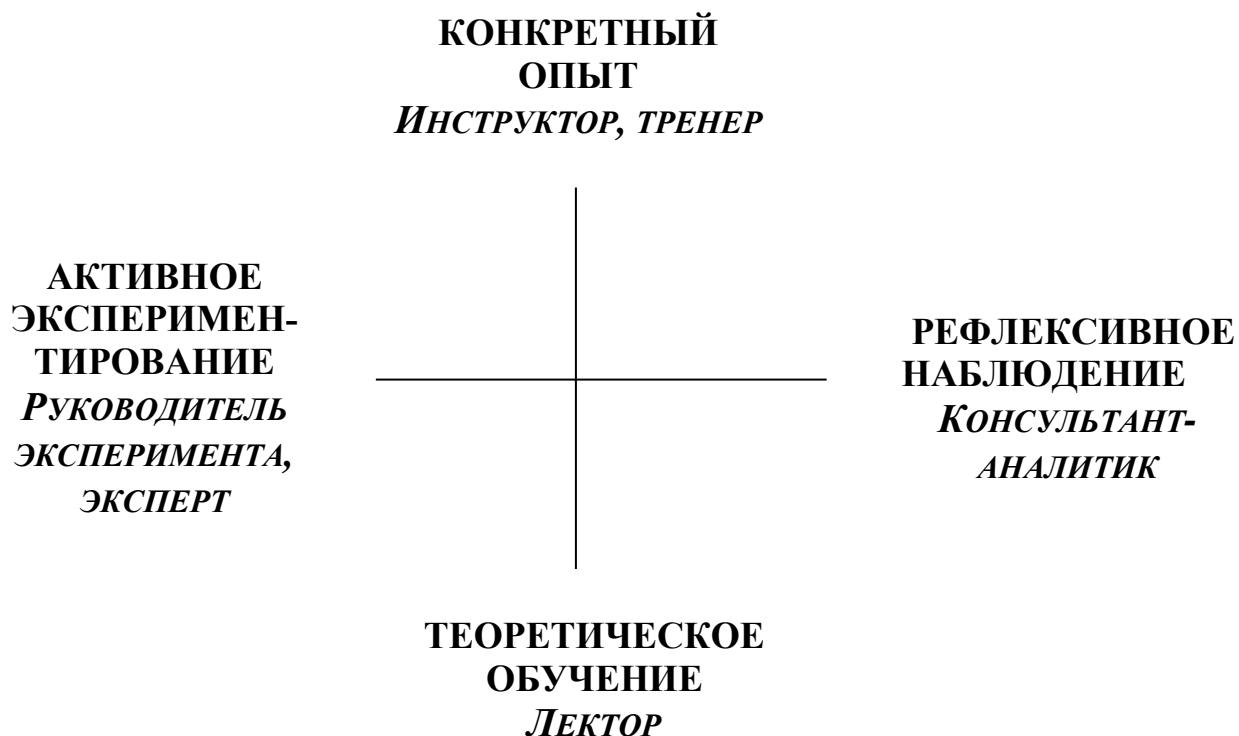 КОНКРЕТНЫЙ
ОПЫТ
ИНСТРУКТОР, ТРЕНЕР
АКТИВНОЕ
ЭКСПЕРИМЕН-
ТИРОВАНИЕ
РУКОВОДИТЕЛЬ
ЭКСПЕРИМЕНТА,
ЭКСПЕРТ
РЕФЛЕКСИВНОЕ
НАБЛЮДЕНИЕ
КОНСУЛЬТАНТ-
АНАЛИТИК
ТЕОРЕТИЧЕСКОЕ
ОБУЧЕНИЕ
ЛЕКТОР